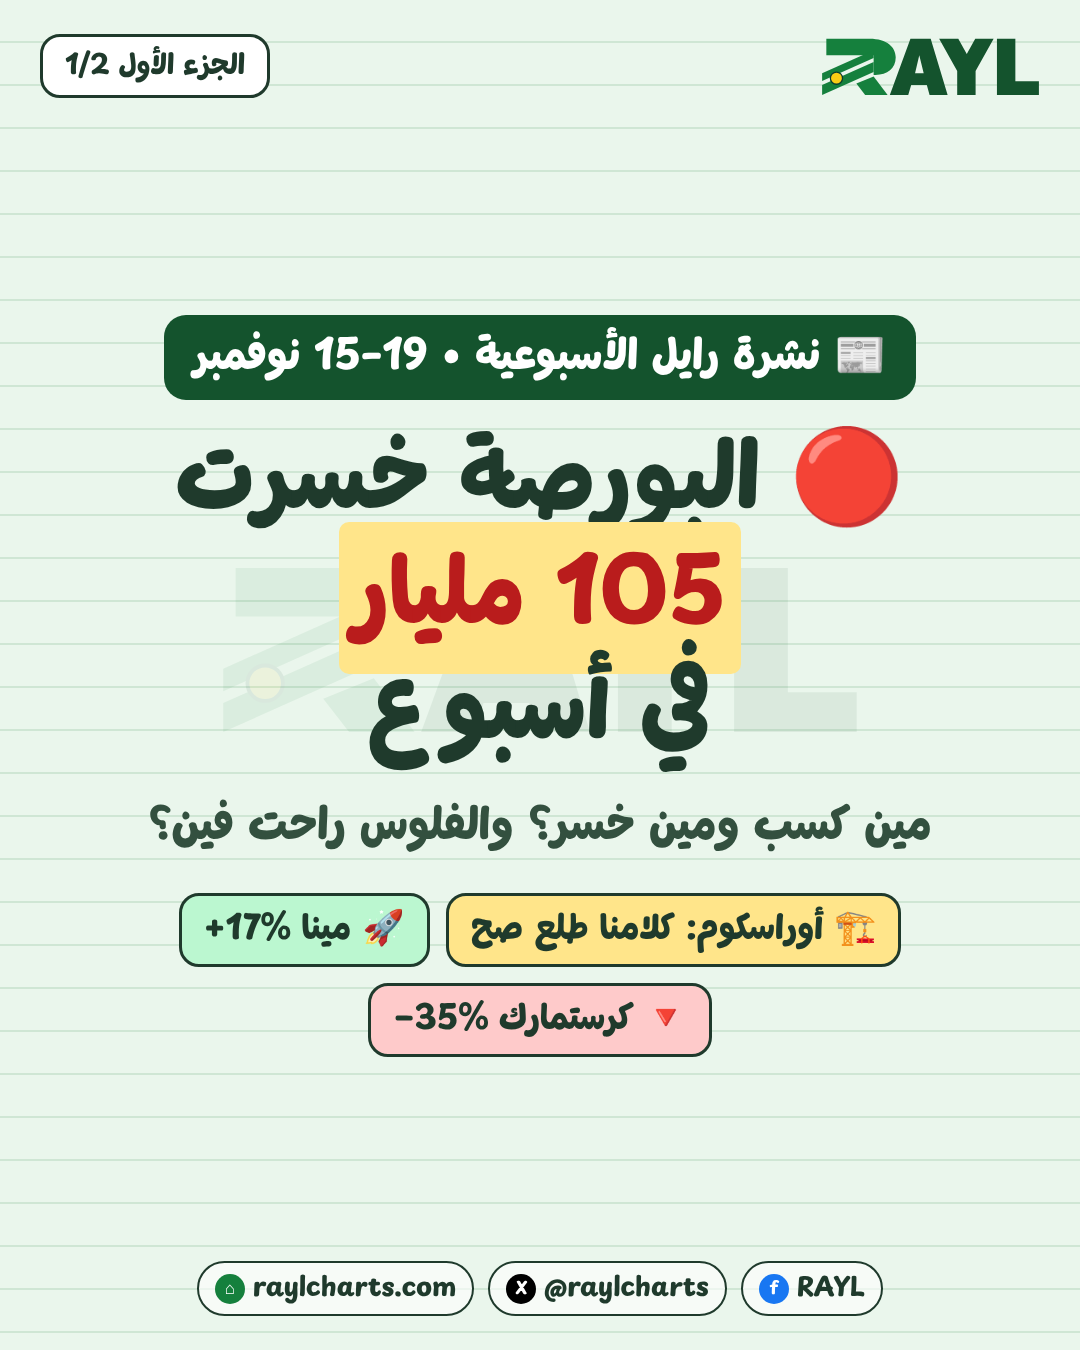 RAYL
الجزء الأول 1/2
📰 نشرة رايل الأسبوعية • 15–19 نوفمبر
🔴 البورصة خسرت
105 مليار
في أسبوع
مين كسب ومين خسر؟ والفلوس راحت فين؟
🏗️ أوراسكوم: كلامنا طلع صح
🚀 مينا 17%+
🔻 كرستمارك 35%–
RAYL
@raylcharts
raylcharts.com